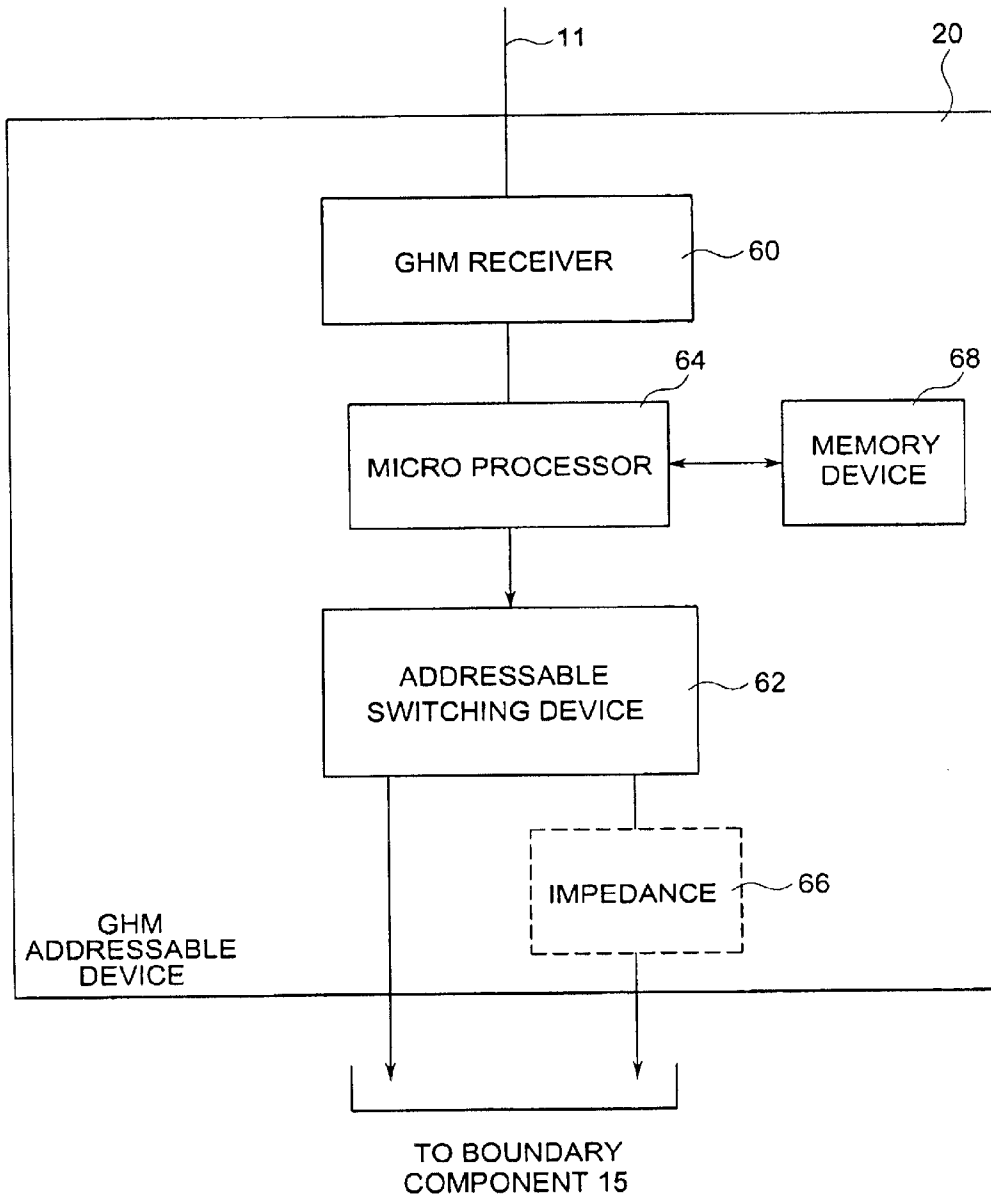 11
20
GHM RECEIVER
60
64
68
MICRO PROCESSOR
MEMORY
DEVICE
ADDRESSABLE
SWITCHING DEVICE
62
IMPEDANCE
66
GHM
ADDRESSABLE
DEVICE
TO BOUNDARY
COMPONENT 15